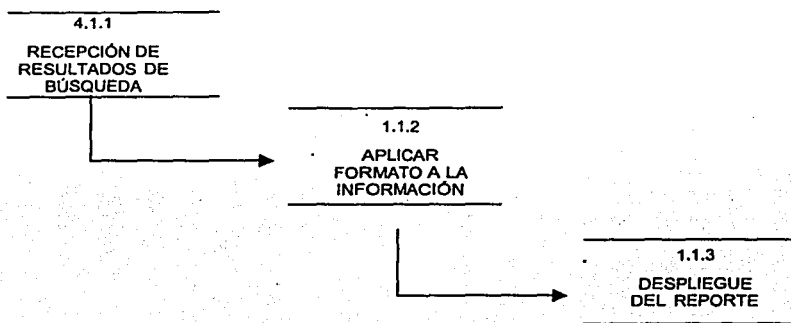 4.1.1
RECEPCIÓN DE
RESULTADOS DE
BÚSQUEDA
1.1.2
APLICAR
FORMATO A LA
INFORMACIÓN
1.1.3
DESPLIEGUE
DEL REPORTE